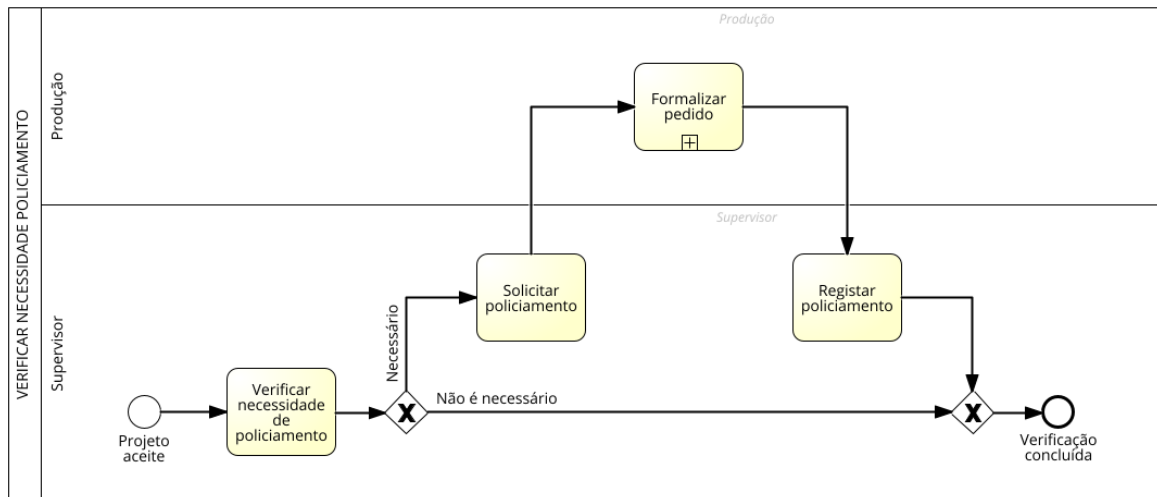 VERIFICAR NECESSIDADE POLICIAMENTO
Produção
Produção
Formalizar
pedido
Supervisor
Supervisor
Solicitar
policiamento
Registar
policiamento
Necessário
Verificar
necessidade
de
policiamento
Não é necessário
Projeto
aceite
Verificação
concluída